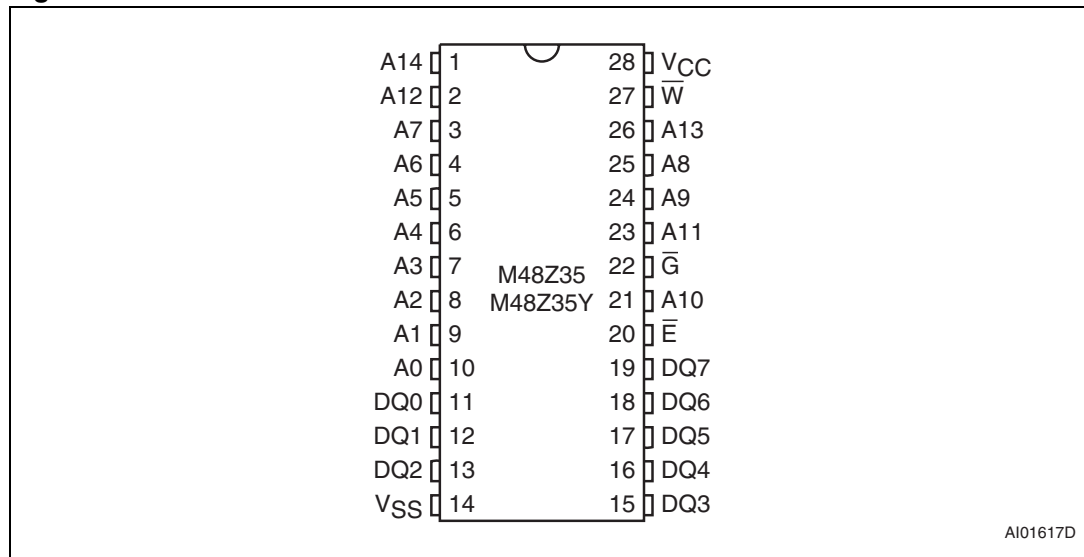 A14 1 28 VCC
A12 2 27 W̅
A7 3 26 A13
A6 4 25 A8
A5 5 24 A9
A4 6 23 A11
A3 7 22 G̅
M48Z35
A2 8 21 A10
M48Z35Y
A1 9 20 E̅
A0 10 19 DQ7
DQ0 11 18 DQ6
DQ1 12 17 DQ5
DQ2 13 16 DQ4
VSS 14 15 DQ3
AI01617D